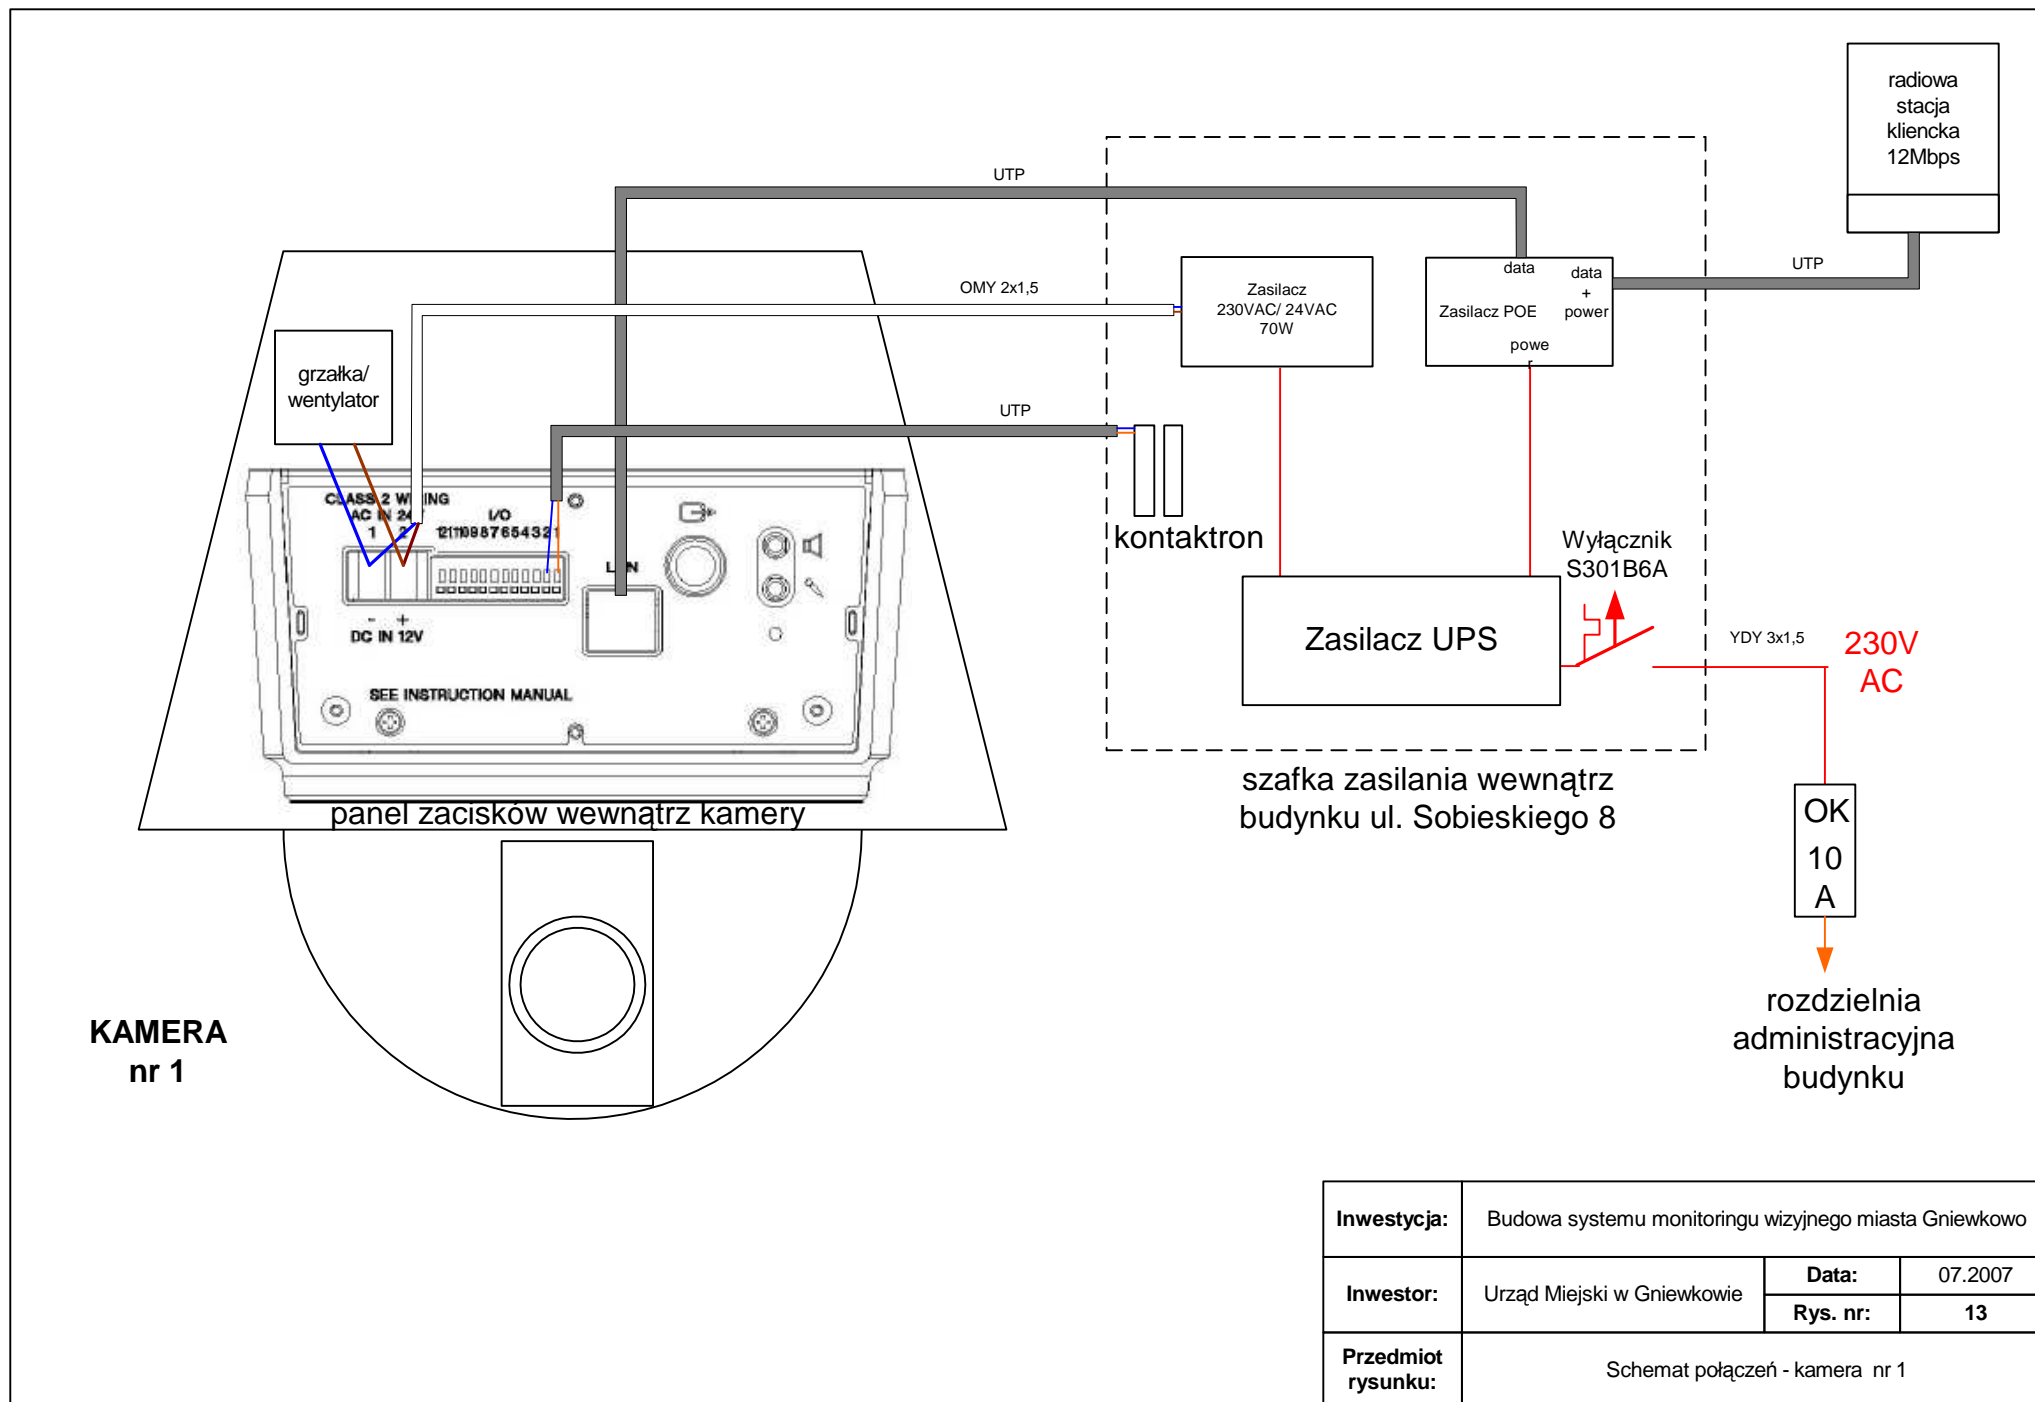 radiowa
stacja
kliencka
12Mbps
UTP
UTP
OMY 2x1,5
Zasilacz
230VAC/ 24VAC
70W
data
data
+
power
Zasilacz POE
powe
r
grzałka/
wentylator
UTP
kontaktron
CLASS 2 WIRING
AC IN 24V
I/O
1 2
121110987654321
LAN
- +
DC IN 12V
SEE INSTRUCTION MANUAL
panel zacisków wewnątrz kamery
Wyłącznik
S301B6A
Zasilacz UPS
YDY 3x1,5
230V
AC
szafka zasilania wewnątrz
budynku ul. Sobieskiego 8
OK
10
A
rozdzielnia
administracyjna
budynku
KAMERA
nr 1
Inwestycja:
Budowa systemu monitoringu wizyjnego miasta Gniewkowo
Inwestor:
Urząd Miejski w Gniewkowie
Data:
07.2007
Rys. nr:
13
Przedmiot
rysunku:
Schemat połączeń - kamera nr 1